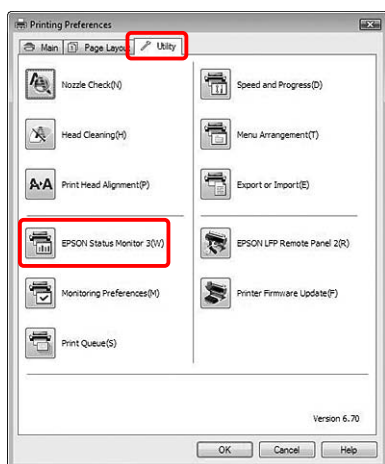 Printing Preferences
Main
Page Layou
Utility
Nozzle Check(N)
Speed and Progress(D)
Head Cleaning(H)
Menu Arrangement(T)
Print Head Alignment(P)
Export or Import(E)
EPSON Status Monitor 3(W)
EPSON LFP Remote Panel 2(R)
Monitoring Preferences(M)
Printer Firmware Update(F)
Print Queue(S)
Version 6.70
OK
Cancel
Help